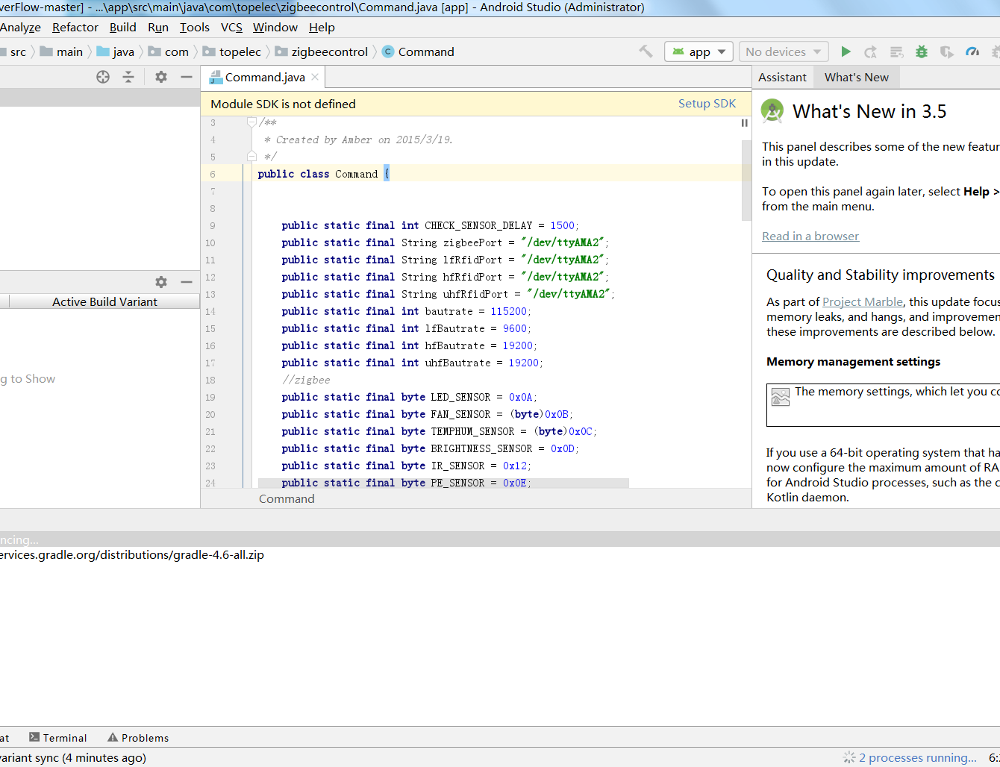 verFlow-master] - ...\app\src\main\java\com\topelec\zigbeecontrol\Command.java [app] - Android Studio (Administrator)
Analyze Refactor Build Run Tools VCS Window Help
src main java com topelec zigbeecontrol Command app No devices
Command.java Assistant What's New
Module SDK is not defined Setup SDK
3 /**
4 * Created by Amber on 2015/3/19.
5 */
6 public class Command {
7
8
9 public static final int CHECK_SENSOR_DELAY = 1500;
10 public static final String zigbeePort = "/dev/ttyAMA2";
11 public static final String lfRfidPort = "/dev/ttyAMA2";
12 public static final String hfRfidPort = "/dev/ttyAMA2";
13 public static final String uhfRfidPort = "/dev/ttyAMA2";
14 public static final int bautrate = 115200;
15 public static final int lfBautrate = 9600;
16 public static final int hfBautrate = 19200;
17 public static final int uhfBautrate = 19200;
18 //zigbee
19 public static final byte LED_SENSOR = 0x0A;
20 public static final byte FAN_SENSOR = (byte)0x0B;
21 public static final byte TEMPHUM_SENSOR = (byte)0x0C;
22 public static final byte BRIGHTNESS_SENSOR = 0x0D;
23 public static final byte IR_SENSOR = 0x12;
24 public static final byte PE_SENSOR = 0x0E;
Command
What's New in 3.5
This panel describes some of the new featur
in this update.
To open this panel again later, select Help >
from the main menu.
Read in a browser
Quality and Stability improvements
As part of Project Marble, this update focus
memory leaks, and hangs, and improvemen
these improvements are described below.
Memory management settings
The memory settings, which let you co
If you use a 64-bit operating system that ha
now configure the maximum amount of RA
for Android Studio processes, such as the c
Kotlin daemon.
Active Build Variant
g to Show
ncing...
ervices.gradle.org/distributions/gradle-4.6-all.zip
at Terminal Problems
variant sync (4 minutes ago) 2 processes running... 6: